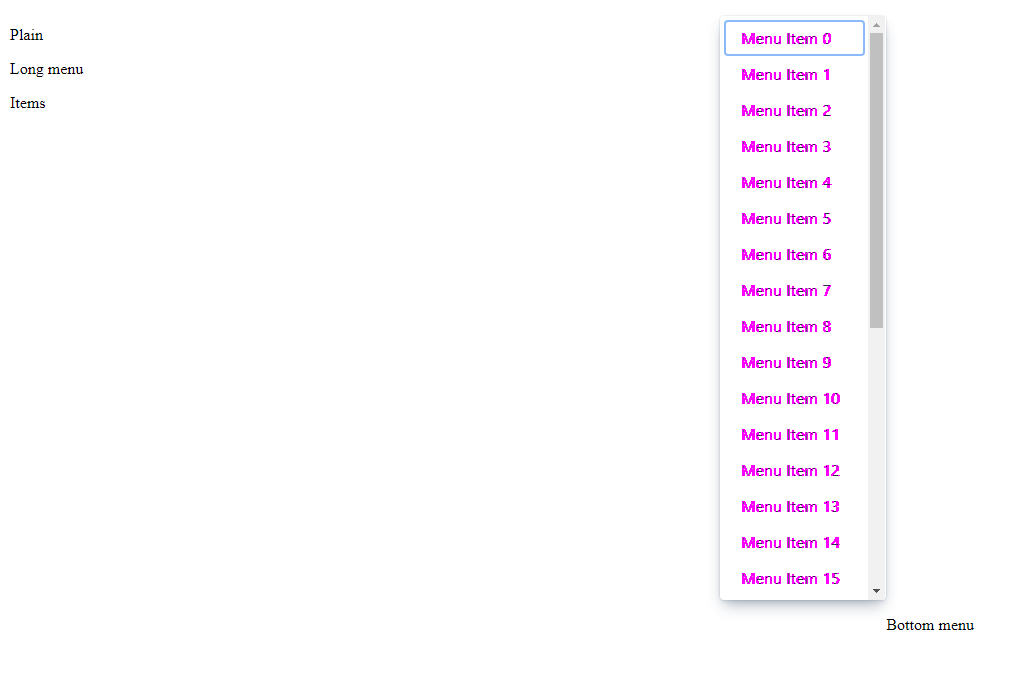 Plain
Long menu
Items
Menu Item 0
Menu Item 1
Menu Item 2
Menu Item 3
Menu Item 4
Menu Item 5
Menu Item 6
Menu Item 7
Menu Item 8
Menu Item 9
Menu Item 10
Menu Item 11
Menu Item 12
Menu Item 13
Menu Item 14
Menu Item 15
Bottom menu